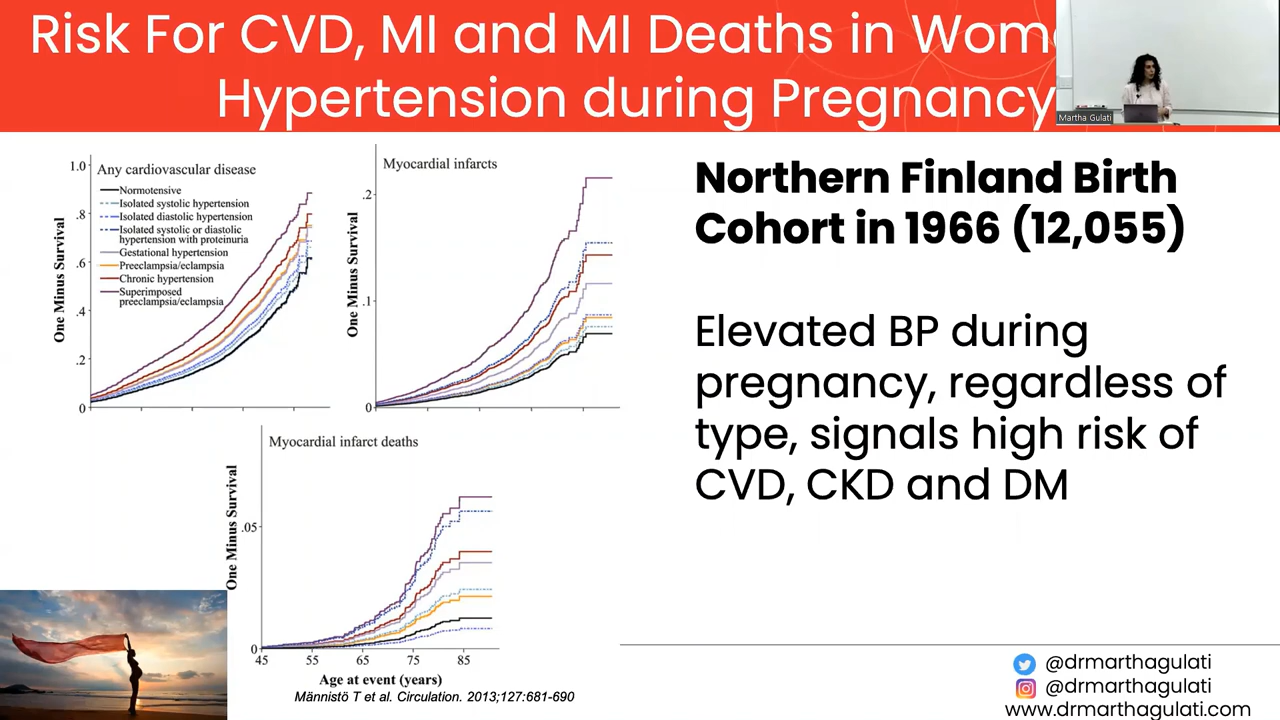 Risk For CVD, MI and MI Deaths in
Hypertension during Pregnancy
Martha Gulati
Any cardiovascular disease
1.0
.8
.6
.4
.2
0
One Minus Survival
Normotensive
Isolated systolic hypertension
Isolated diastolic hypertension
Isolated systolic or diastolic
hypertension with proteinuria
Gestational hypertension
Preeclampsia/eclampsia
Chronic hypertension
Superimposed
preeclampsia/eclampsia
Myocardial infarcts
.2
.1
0
One Minus Survival
Myocardial infarct deaths
.05
0
One Minus Survival
45 55 65 75 85
Age at event (years)
Männistö T et al. Circulation. 2013;127:681-690
Northern Finland Birth
Cohort in 1966 (12,055)
Elevated BP during
pregnancy, regardless of
type, signals high risk of
CVD, CKD and DM
@drmarthagulati
@drmarthagulati
www.drmarthagulati.com